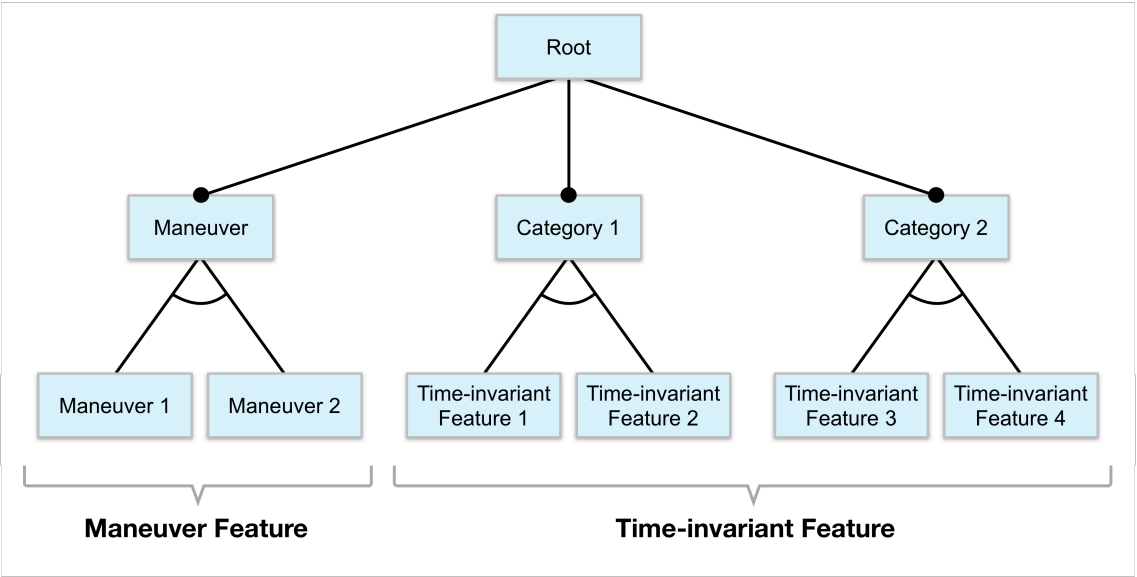 Root
Maneuver
Category 1
Category 2
Maneuver 1
Maneuver 2
Time-invariant
Feature 1
Time-invariant
Feature 2
Time-invariant
Feature 3
Time-invariant
Feature 4
Maneuver Feature
Time-invariant Feature